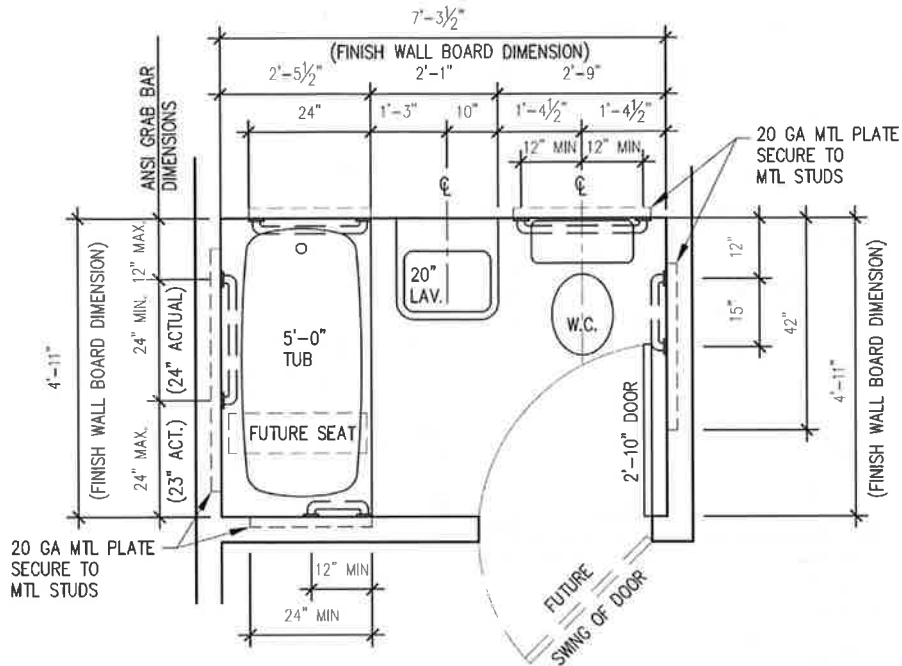 7'-3½"
(FINISH WALL BOARD DIMENSION)
2'-5½"
2'-1"
2'-9"
24"
1'-3"
10"
1'-4½"
1'-4½"
12" MIN
12" MIN
20 GA MTL PLATE
SECURE TO
MTL STUDS
ANSI GRAB BAR
DIMENSIONS
℄
℄
4'-11"
(FINISH WALL BOARD DIMENSION)
12" MAX.
24" MIN.
(24" ACTUAL)
24" MAX.
(23" ACT.)
5'-0"
TUB
20"
LAV.
W.C.
FUTURE SEAT
2'-10" DOOR
12"
15"
42"
4'-11"
(FINISH WALL BOARD DIMENSION)
20 GA MTL PLATE
SECURE TO
MTL STUDS
12" MIN
24" MIN
FUTURE
SWING OF DOOR